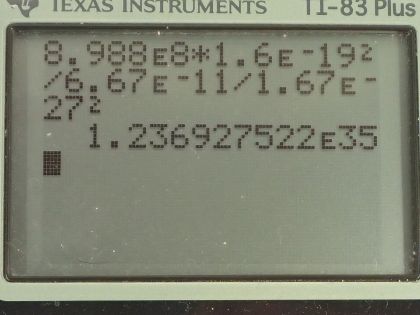 TEXAS INSTRUMENTS TI-83 Plus
8.988ᴇ8*1.6ᴇ⁻19²
/6.67ᴇ⁻11/1.67ᴇ⁻
27²
1.236927522ᴇ35